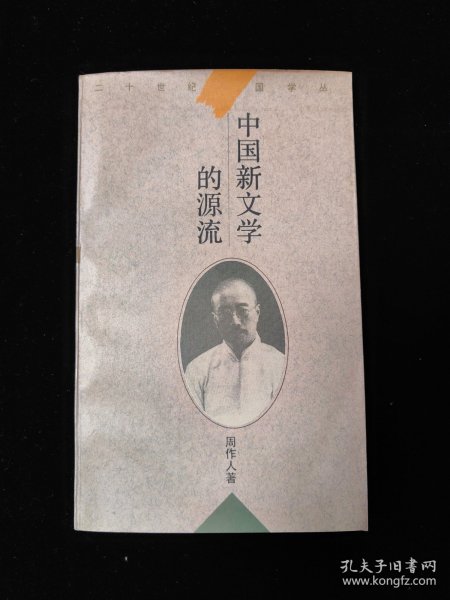 二十世纪国学丛
中国新文学
的源流
周作人著
孔夫子旧书网
www.kongfz.com